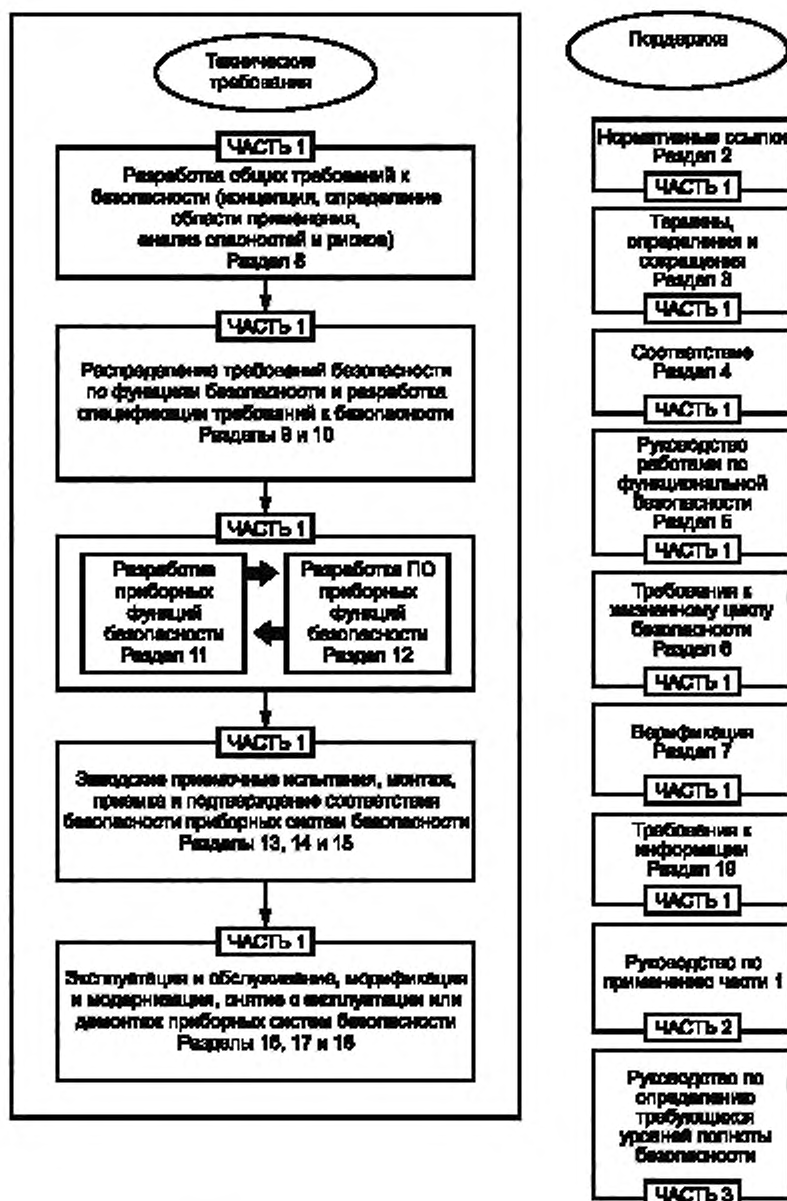 Технические
требования
ЧАСТЬ 1
Разработка общих требований к
безопасности (концепция, определение
области применения,
анализ опасностей и рисков)
Раздел 8
ЧАСТЬ 1
Распределение требований безопасности
по функциям безопасности и разработка
спецификации требований к безопасности
Разделы 9 и 10
ЧАСТЬ 1
Разработка
приборных
функций
безопасности
Раздел 11
Разработка ПО
приборных
функций
безопасности
Раздел 12
ЧАСТЬ 1
Заводские приемочные испытания, монтаж,
приемка и подтверждение соответствия
безопасности приборных систем безопасности
Разделы 13, 14 и 15
ЧАСТЬ 1
Эксплуатация и обслуживание, модификация
и модернизация, снятие с эксплуатации или
демонтаж приборных систем безопасности
Разделы 16, 17 и 18
Поддержка
Нормативные ссылки
Раздел 2
ЧАСТЬ 1
Термины,
определения и
сокращения
Раздел 3
ЧАСТЬ 1
Соответствие
Раздел 4
ЧАСТЬ 1
Руководство
работами по
функциональной
безопасности
Раздел 5
ЧАСТЬ 1
Требования к
жизненному циклу
безопасности
Раздел 6
ЧАСТЬ 1
Верификация
Раздел 7
ЧАСТЬ 1
Требования к
информации
Раздел 19
ЧАСТЬ 1
Руководство по
применению части 1
ЧАСТЬ 2
Руководство по
определению
требующихся
уровней полноты
безопасности
ЧАСТЬ 3